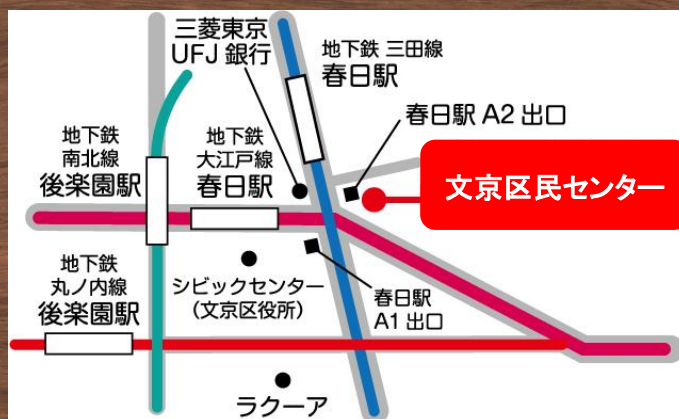 三菱東京
UFJ 銀行
地下鉄 三田線
春日駅
春日駅 A2 出口
地下鉄
南北線
後楽園駅
地下鉄
大江戸線
春日駅
文京区民センター
地下鉄
丸ノ内線
後楽園駅
シビックセンター
(文京区役所)
春日駅
A1 出口
ラクーア